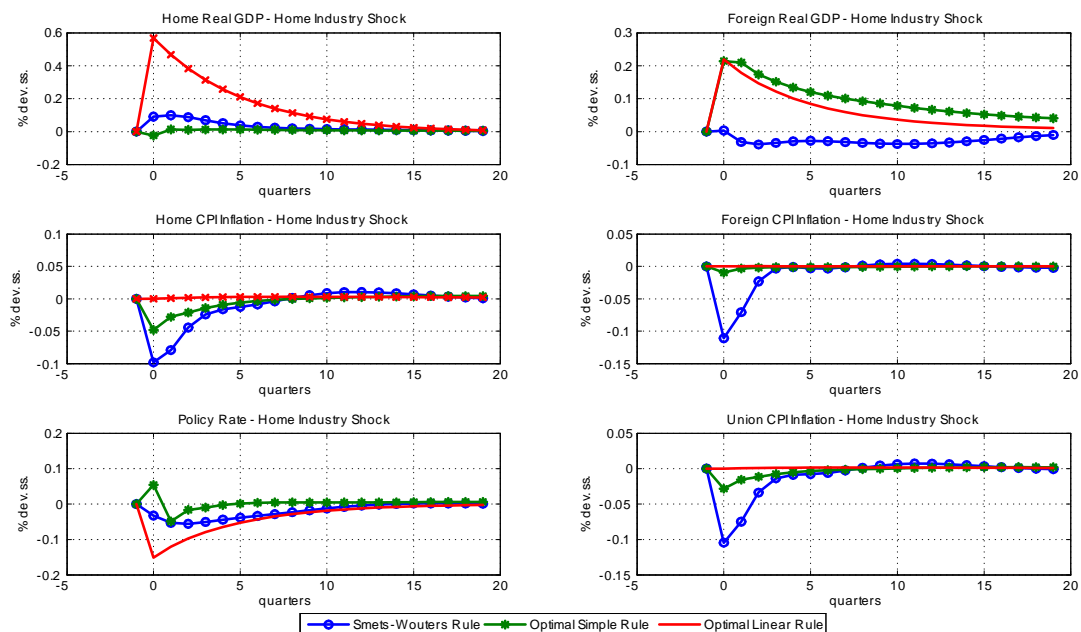 Home Real GDP - Home Industry Shock
Foreign Real GDP - Home Industry Shock
0.6
0.4
0.2
0
-0.2
% dev. ss.
-5 0 5 10 15 20
quarters
0.3
0.2
0.1
0
-0.1
% dev. ss.
-5 0 5 10 15 20
quarters
Home CPI Inflation - Home Industry Shock
Foreign CPI Inflation - Home Industry Shock
0.1
0.05
0
-0.05
-0.1
% dev. ss.
-5 0 5 10 15 20
quarters
0.05
0
-0.05
-0.1
-0.15
% dev. ss.
-5 0 5 10 15 20
quarters
Policy Rate - Home Industry Shock
Union CPI Inflation - Home Industry Shock
0.2
0.1
0
-0.1
-0.2
% dev. ss.
-5 0 5 10 15 20
quarters
0.05
0
-0.05
-0.1
-0.15
% dev. ss.
-5 0 5 10 15 20
quarters
Smets-Wouters Rule Optimal Simple Rule Optimal Linear Rule